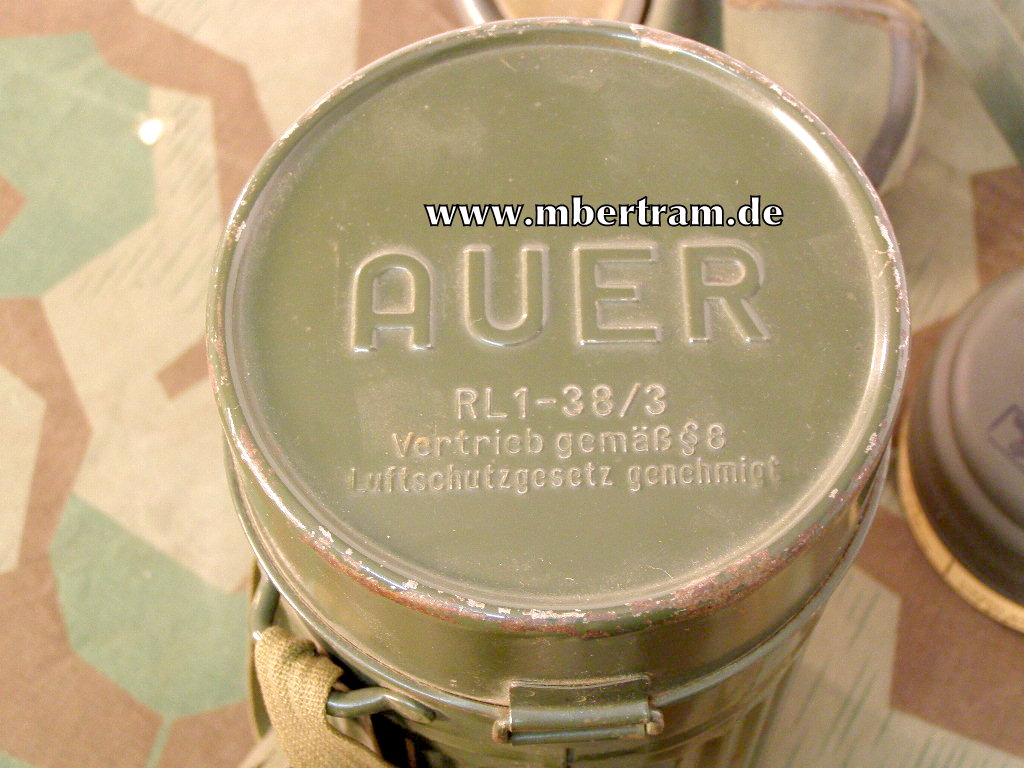 www.mbertram.de
AUER
RL1-38/3
Vertrieb gemäß § 8
Luftschutzgesetz genehmigt